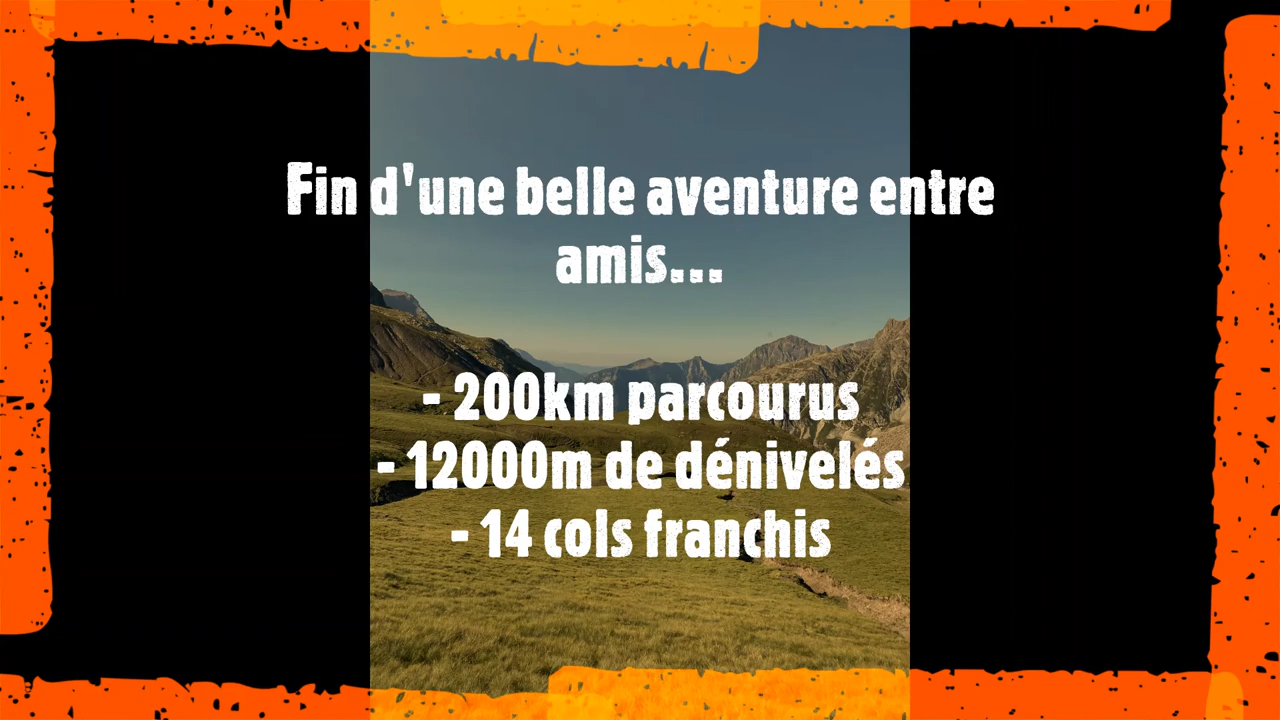 Fin d'une belle aventure entre
amis...
- 200km parcourus
- 12000m de dénivelés
- 14 cols franchis